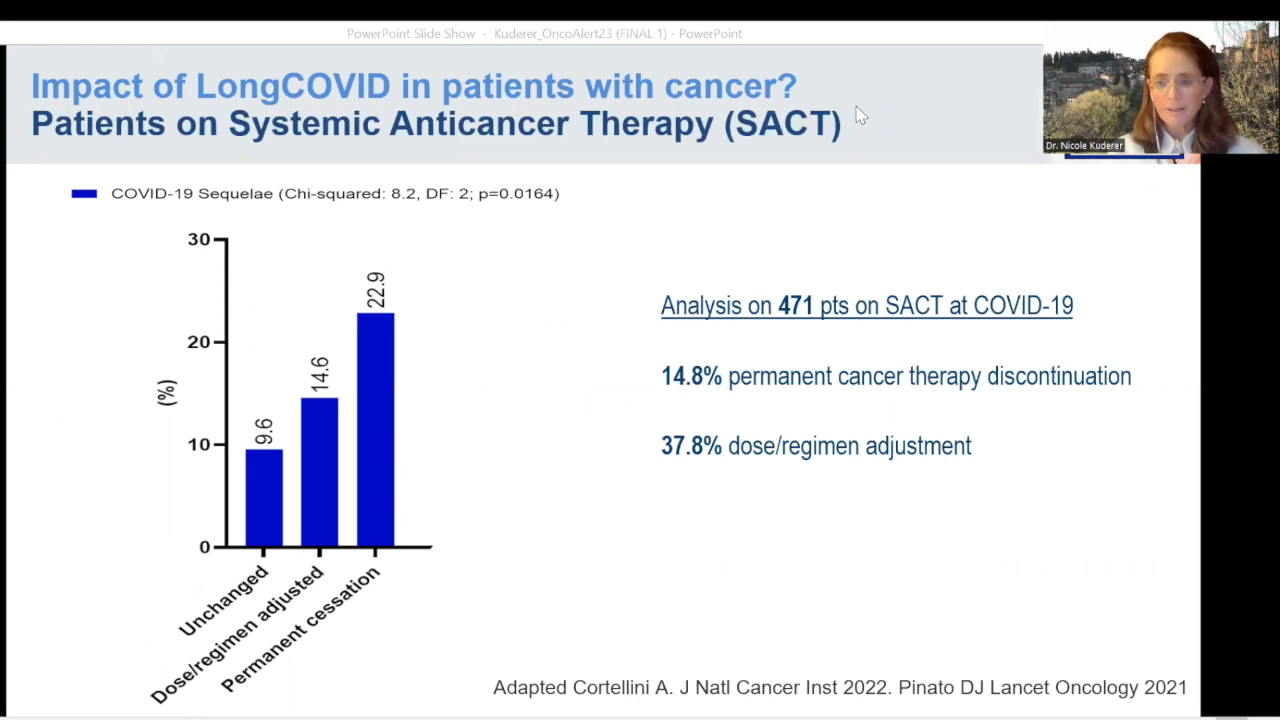 PowerPoint Slide Show - Kuderer_OncoAlert23 (FINAL 1) - PowerPoint
Impact of LongCOVID in patients with cancer?
Patients on Systemic Anticancer Therapy (SACT)
Dr. Nicole Kuderer
COVID-19 Sequelae (Chi-squared: 8.2, DF: 2; p=0.0164)
30
20
10
0
(%)
9.6
14.6
22.9
Unchanged
Dose/regimen adjusted
Permanent cessation
Analysis on 471 pts on SACT at COVID-19
14.8% permanent cancer therapy discontinuation
37.8% dose/regimen adjustment
Adapted Cortellini A. J Natl Cancer Inst 2022. Pinato DJ Lancet Oncology 2021